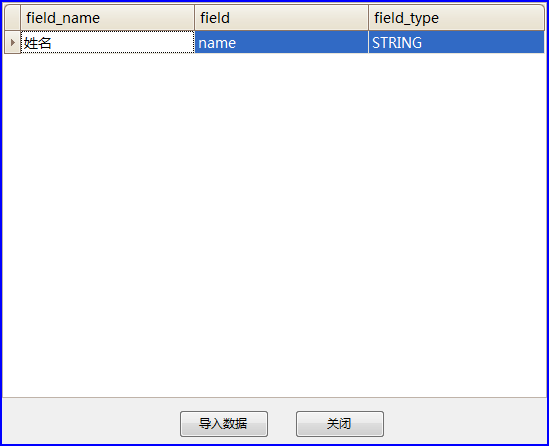 field_name field field_type
姓名 name STRING
导入数据 关闭